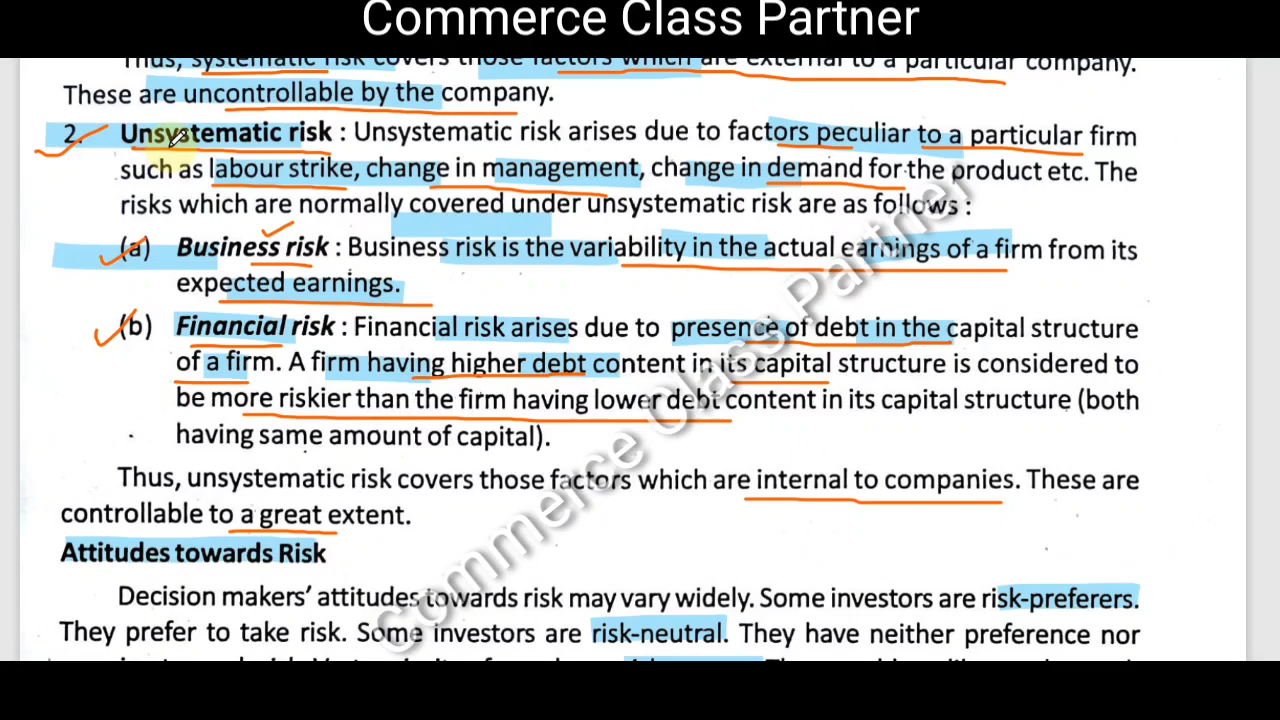 Commerce Class Partner
Thus, systematic risk covers those factors which are external to a particular company.
These are uncontrollable by the company.
2. Unsystematic risk : Unsystematic risk arises due to factors peculiar to a particular firm
such as labour strike, change in management, change in demand for the product etc. The
risks which are normally covered under unsystematic risk are as follows :
(a) Business risk : Business risk is the variability in the actual earnings of a firm from its
expected earnings.
(b) Financial risk : Financial risk arises due to presence of debt in the capital structure
of a firm. A firm having higher debt content in its capital structure is considered to
be more riskier than the firm having lower debt content in its capital structure (both
having same amount of capital).
Thus, unsystematic risk covers those factors which are internal to companies. These are
controllable to a great extent.
Attitudes towards Risk
Decision makers' attitudes towards risk may vary widely. Some investors are risk-preferers.
They prefer to take risk. Some investors are risk-neutral. They have neither preference nor
Commerce Class Partner